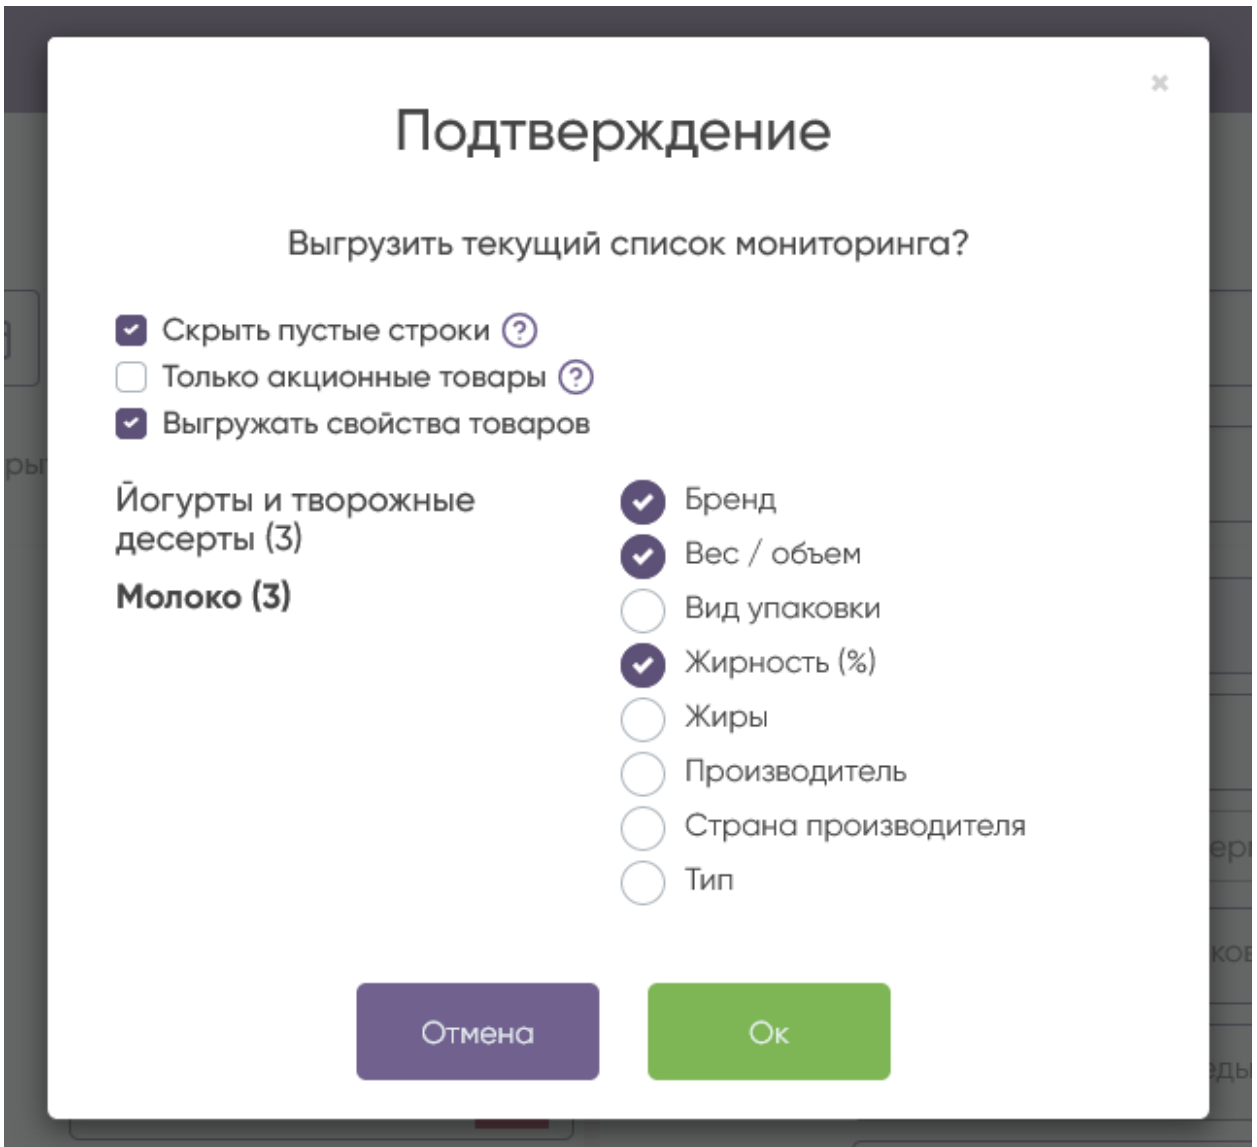 Подтверждение
Выгрузить текущий список мониторинга?
Скрыть пустые строки
Только акционные товары
Выгружать свойства товаров
Йогурты и творожные
десерты (3)
Молоко (3)
Бренд
Вес / объем
Вид упаковки
Жирность (%)
Жиры
Производитель
Страна производителя
Тип
Отмена
Ок